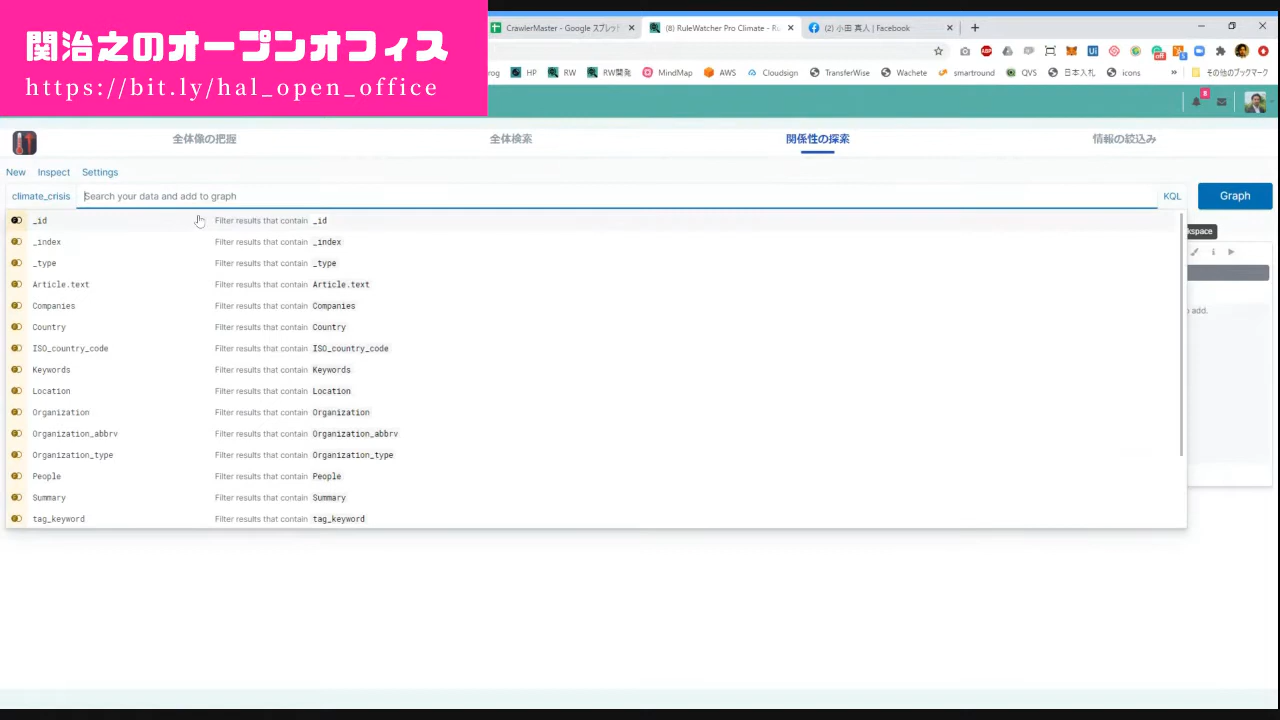 関治之のオープンオフィス
https://bit.ly/hal_open_office
CrawlerMaster - Google スプレッド
(8) RuleWatcher Pro Climate - Ru
(2) 小田 真人 | Facebook
rog HP RW RW開発 MindMap AWS Cloudsign TransferWise Wachete smartround QVS 日本入札 icons » その他のブックマーク
8
全体像の把握 全体検索 関係性の探索 情報の絞込み
New Inspect Settings
climate_crisis Search your data and add to graph KQL Graph
_id Filter results that contain _id
kspace
_index Filter results that contain _index
_type Filter results that contain _type
Article.text Filter results that contain Article.text
Companies Filter results that contain Companies
o add.
Country Filter results that contain Country
ISO_country_code Filter results that contain ISO_country_code
Keywords Filter results that contain Keywords
Location Filter results that contain Location
Organization Filter results that contain Organization
Organization_abbrv Filter results that contain Organization_abbrv
Organization_type Filter results that contain Organization_type
People Filter results that contain People
Summary Filter results that contain Summary
tag_keyword Filter results that contain tag_keyword